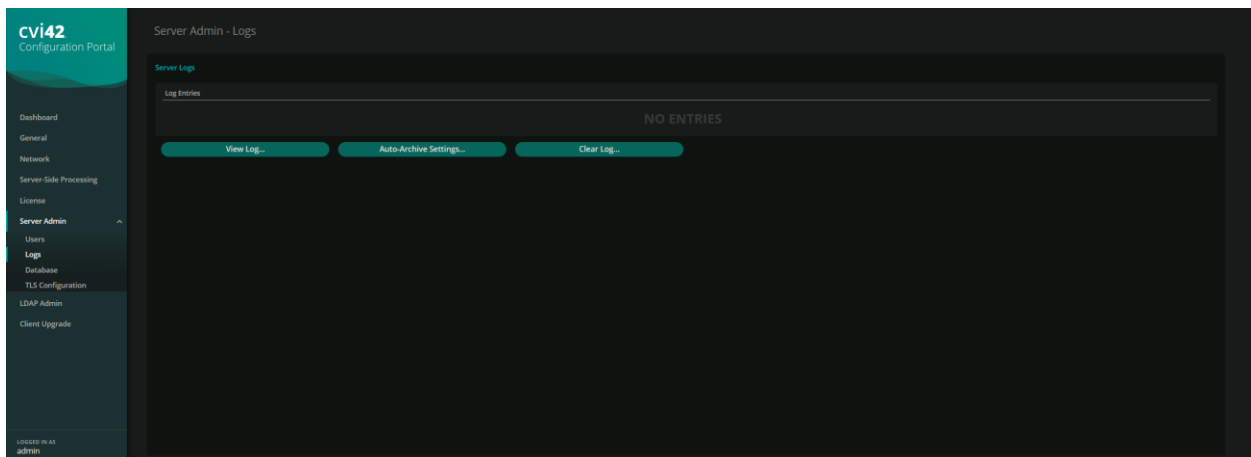 cvi42
Configuration Portal
Dashboard
General
Network
Server-Side Processing
License
Server Admin
Users
Logs
Database
TLS Configuration
LDAP Admin
Client Upgrade
LOGGED IN AS
admin
Server Admin - Logs
Server Logs
Log Entries
NO ENTRIES
View Log...
Auto-Archive Settings...
Clear Log...